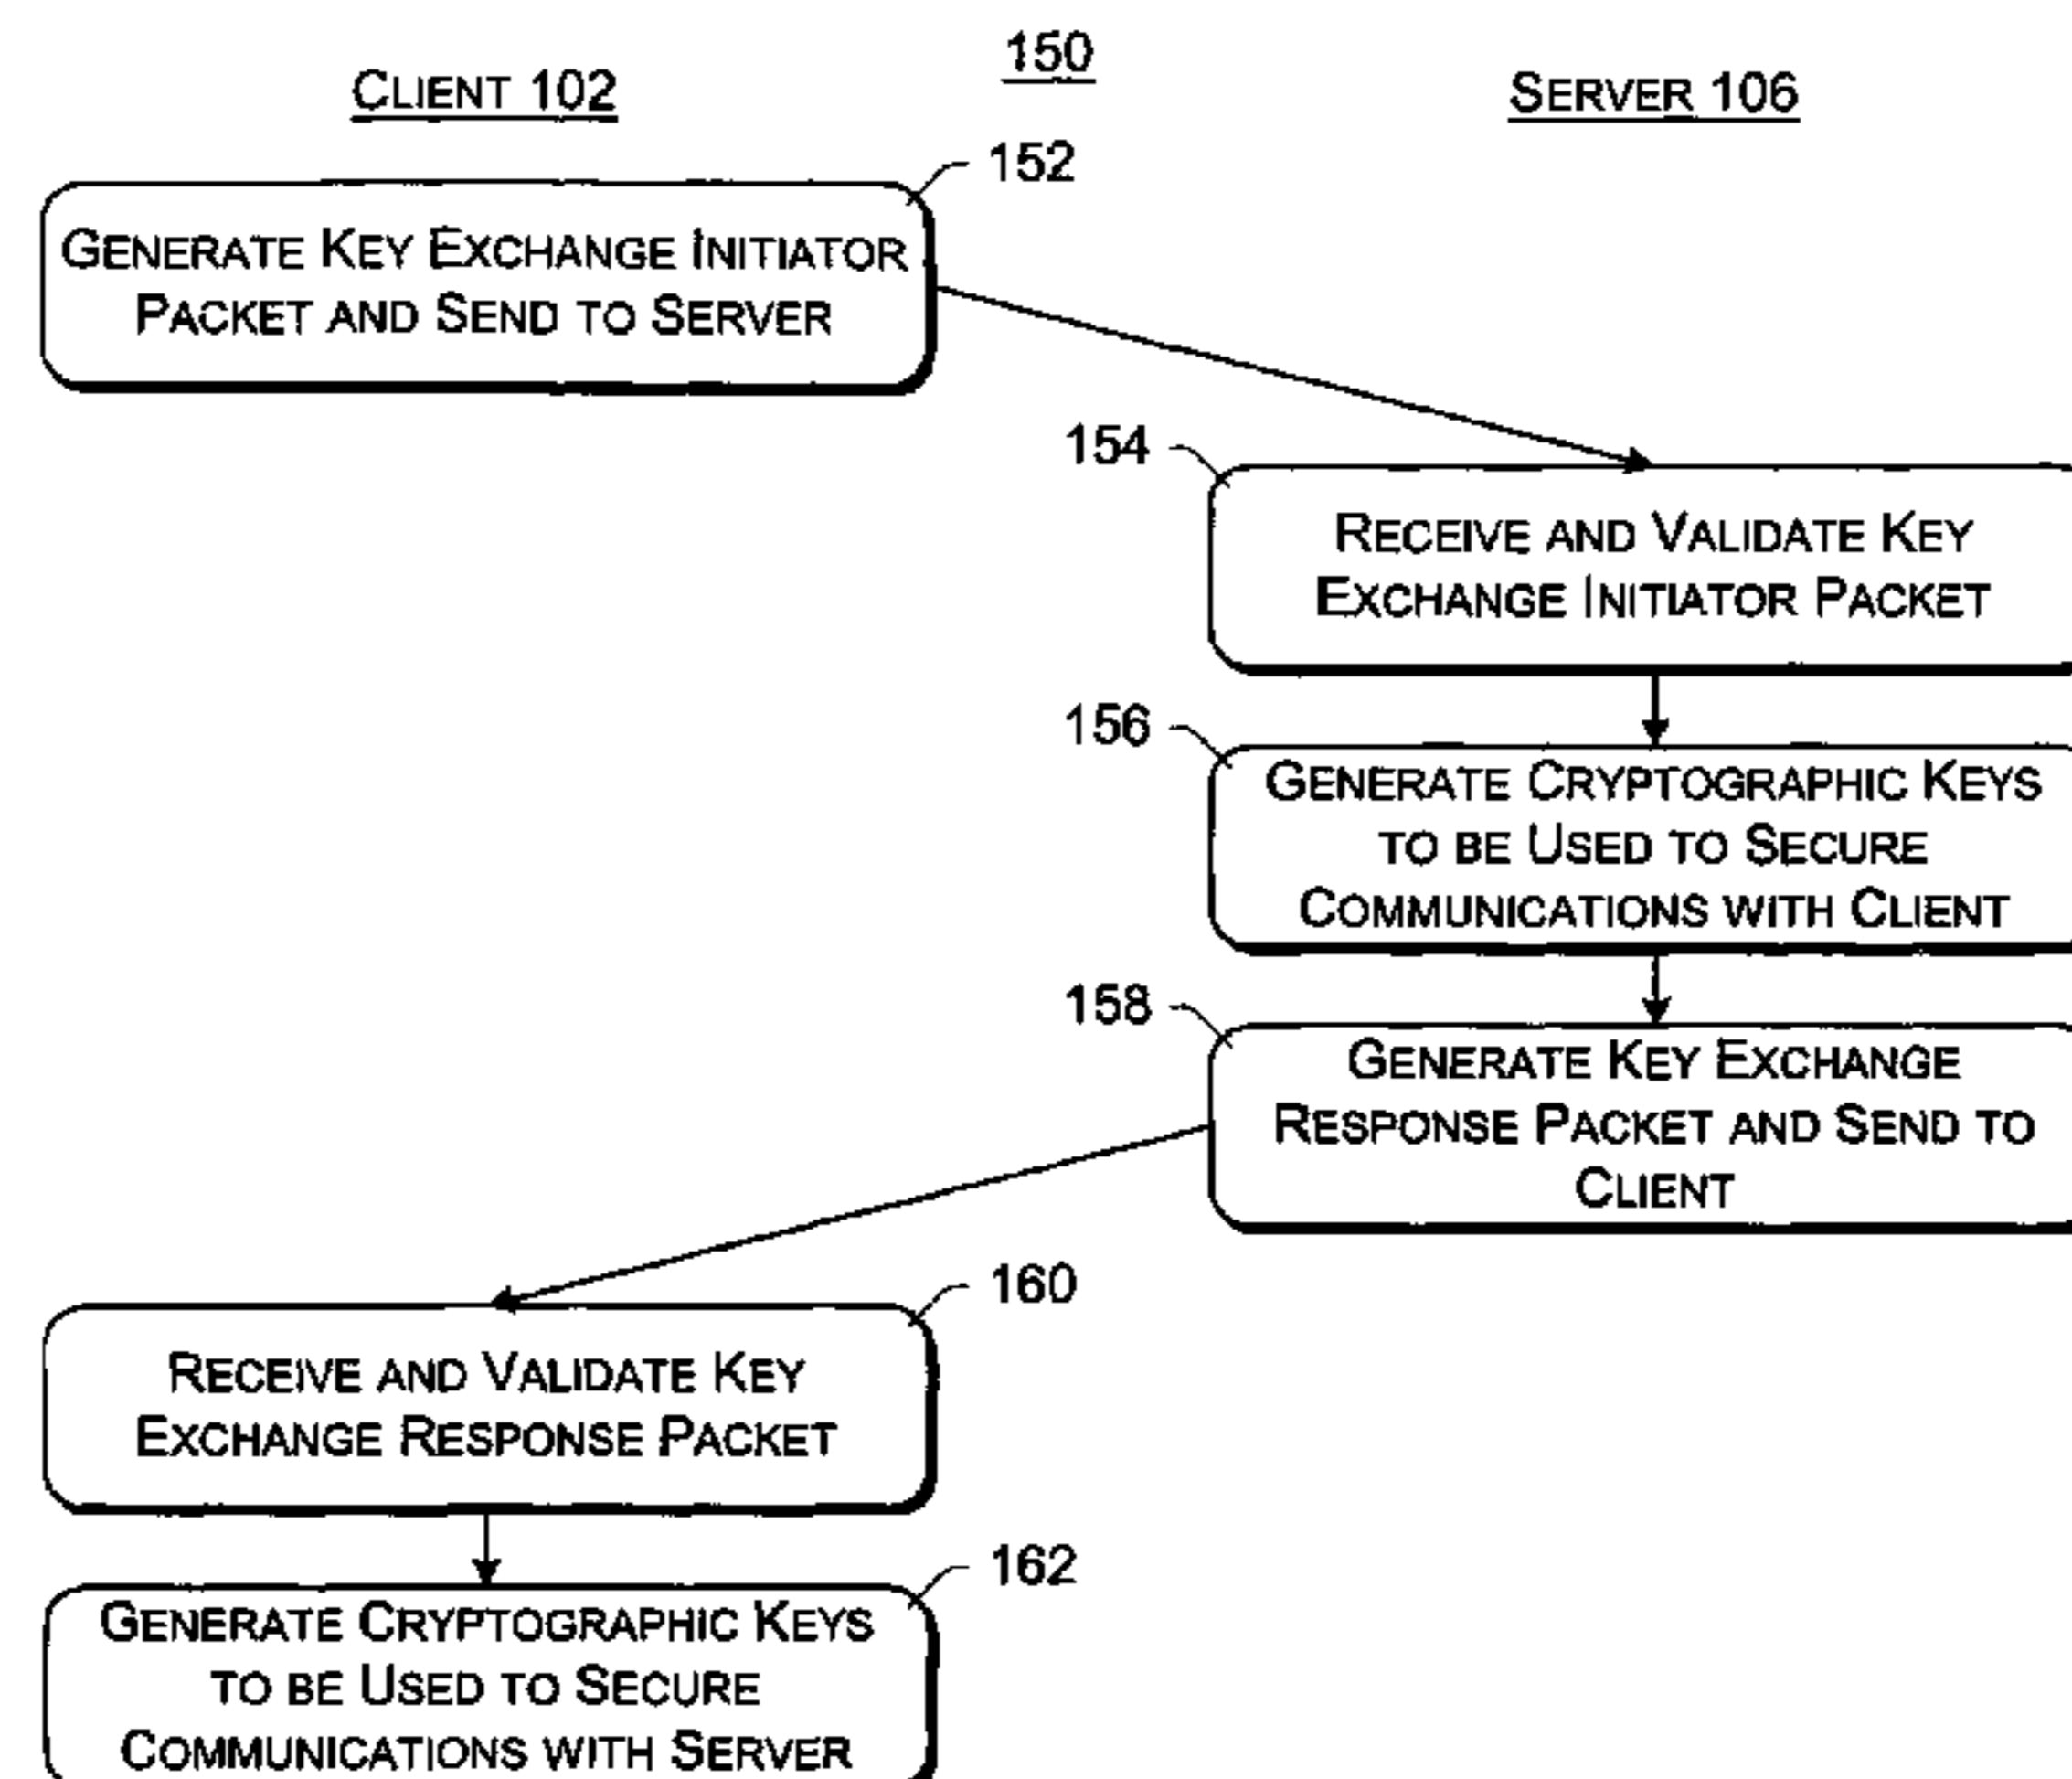 150
CLIENT 102
SERVER 106
152
GENERATE KEY EXCHANGE INITIATOR
PACKET AND SEND TO SERVER
154
RECEIVE AND VALIDATE KEY
EXCHANGE INITIATOR PACKET
156
GENERATE CRYPTOGRAPHIC KEYS
TO BE USED TO SECURE
COMMUNICATIONS WITH CLIENT
158
GENERATE KEY EXCHANGE
RESPONSE PACKET AND SEND TO
CLIENT
160
RECEIVE AND VALIDATE KEY
EXCHANGE RESPONSE PACKET
162
GENERATE CRYPTOGRAPHIC KEYS
TO BE USED TO SECURE
COMMUNICATIONS WITH SERVER